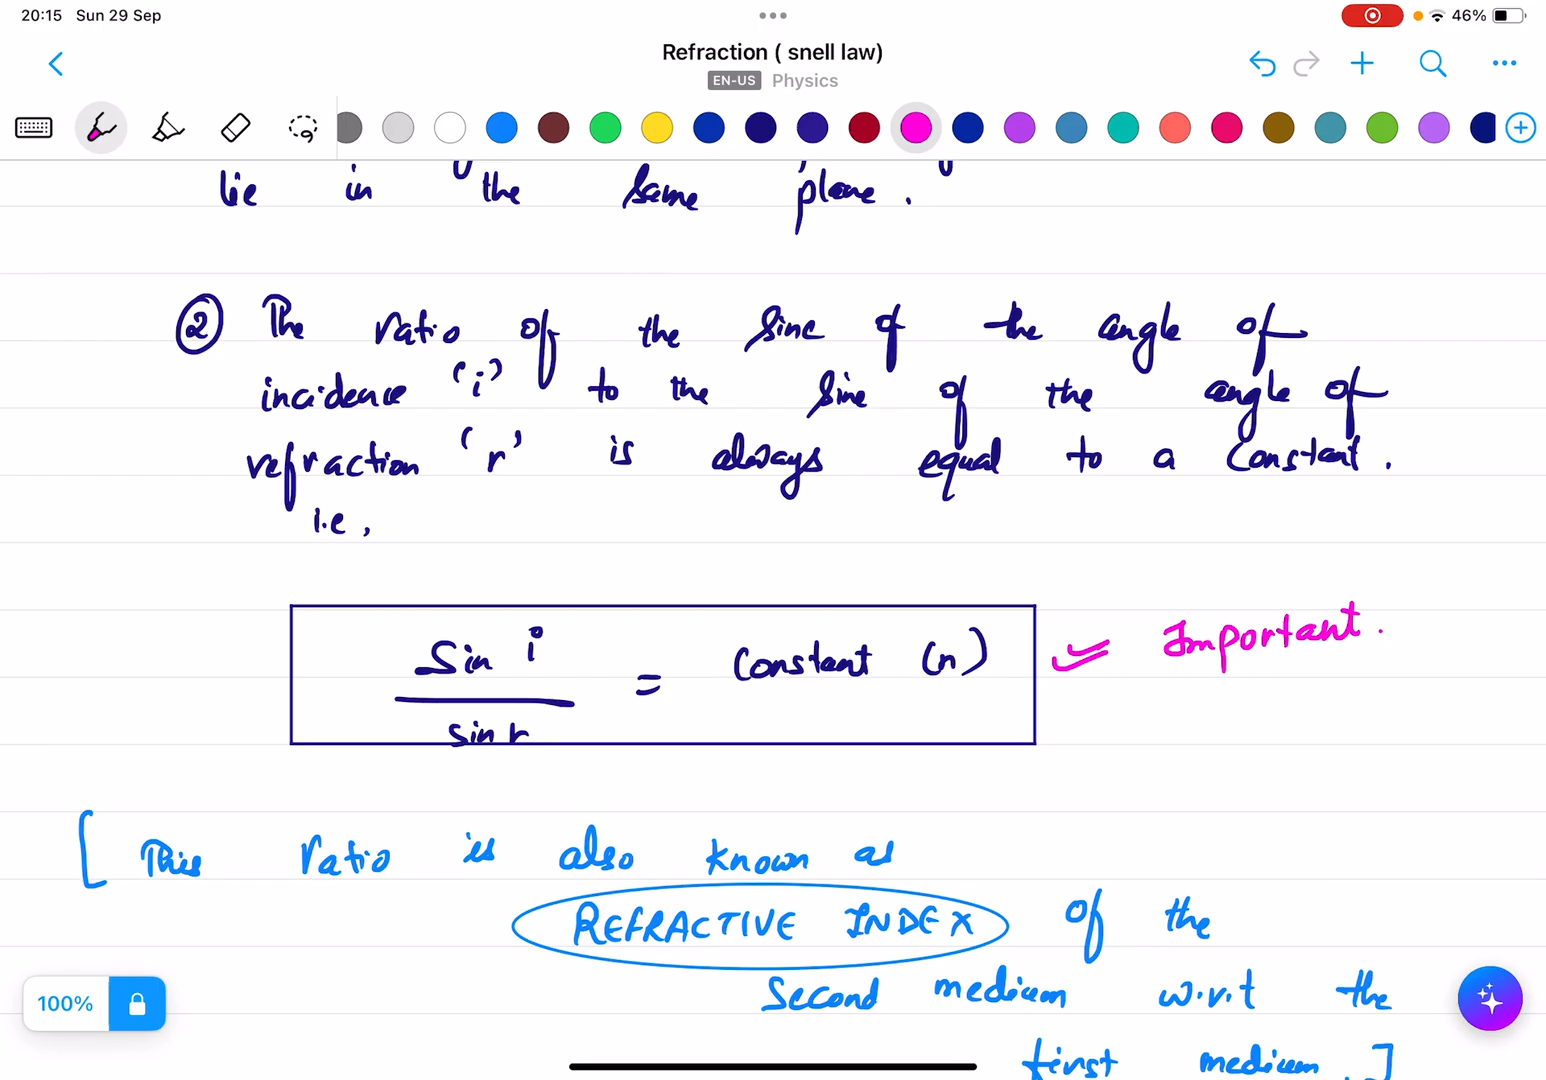 20:15 Sun 29 Sep
46%
Refraction ( snell law)
EN-US Physics
lie in the same plane.
② The ratio of the sine of the angle of
incidence 'i' to the sine of the angle of
refraction 'r' is always equal to a constant.
i.e,
Sin i
= Constant (n)
sin r
Important.
[ This ratio is also known as
REFRACTIVE INDEX of the
Second medium w.r.t the
first medium.]
100%